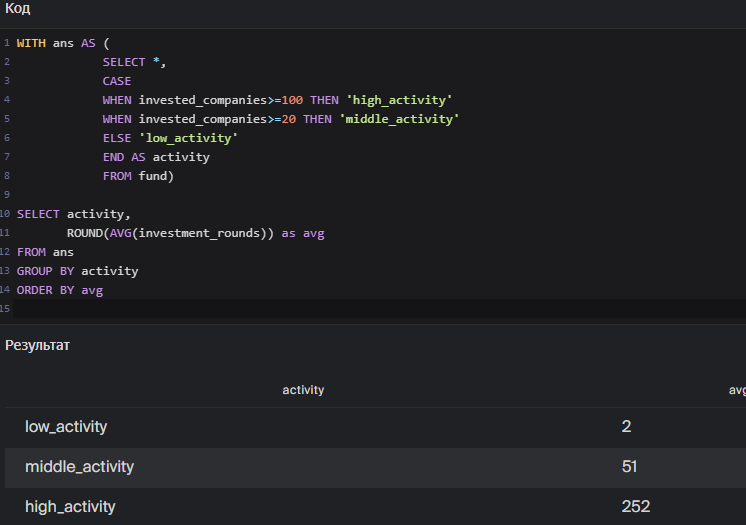 Код
1 WITH ans AS (
2 SELECT *,
3 CASE
4 WHEN invested_companies>=100 THEN 'high_activity'
5 WHEN invested_companies>=20 THEN 'middle_activity'
6 ELSE 'low_activity'
7 END AS activity
8 FROM fund)
9
10 SELECT activity,
11 ROUND(AVG(investment_rounds)) as avg
12 FROM ans
13 GROUP BY activity
14 ORDER BY avg
15
Результат
activity avg
low_activity 2
middle_activity 51
high_activity 252